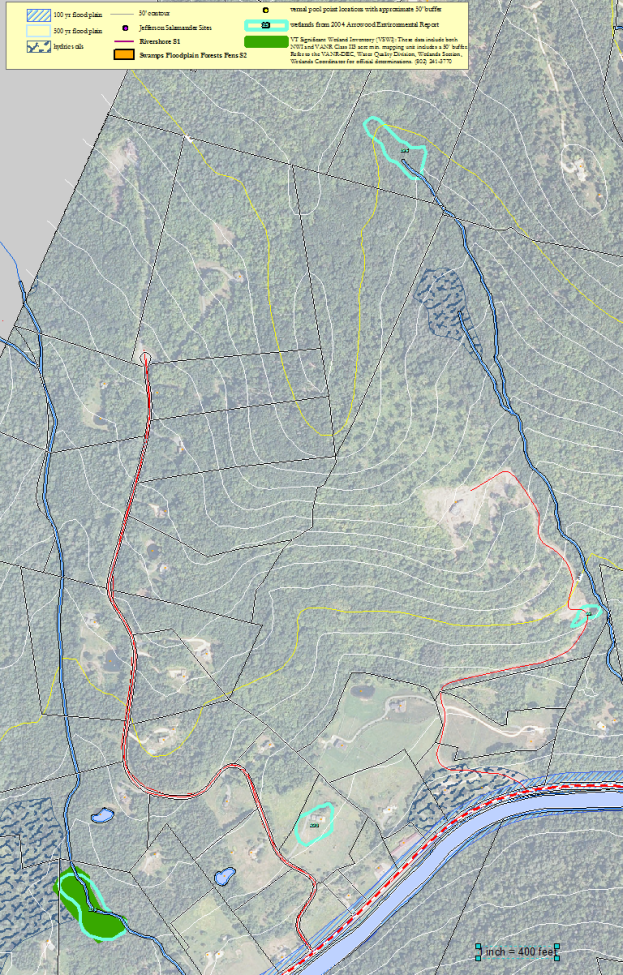 100 yr flood plain
500 yr flood plain
hydric soils
50' contour
Jefferson Salamander Sites
Rivershore S1
Swamps Floodplain Forests Fens S2
vernal pool point locations with approximate 50' buffer
wetlands from 2004 Arrowood Environmental Report
VT Significant Wetland Inventory (VSWI): These data include both
NWI and VANR Class II
mapping unit includes a 50' buffer.
Refer to the VANR-DEC, Water Quality Division, Wetlands Section,
Wetlands Coordinator for official determinations. (802) 241-3770
1 inch = 400 feet